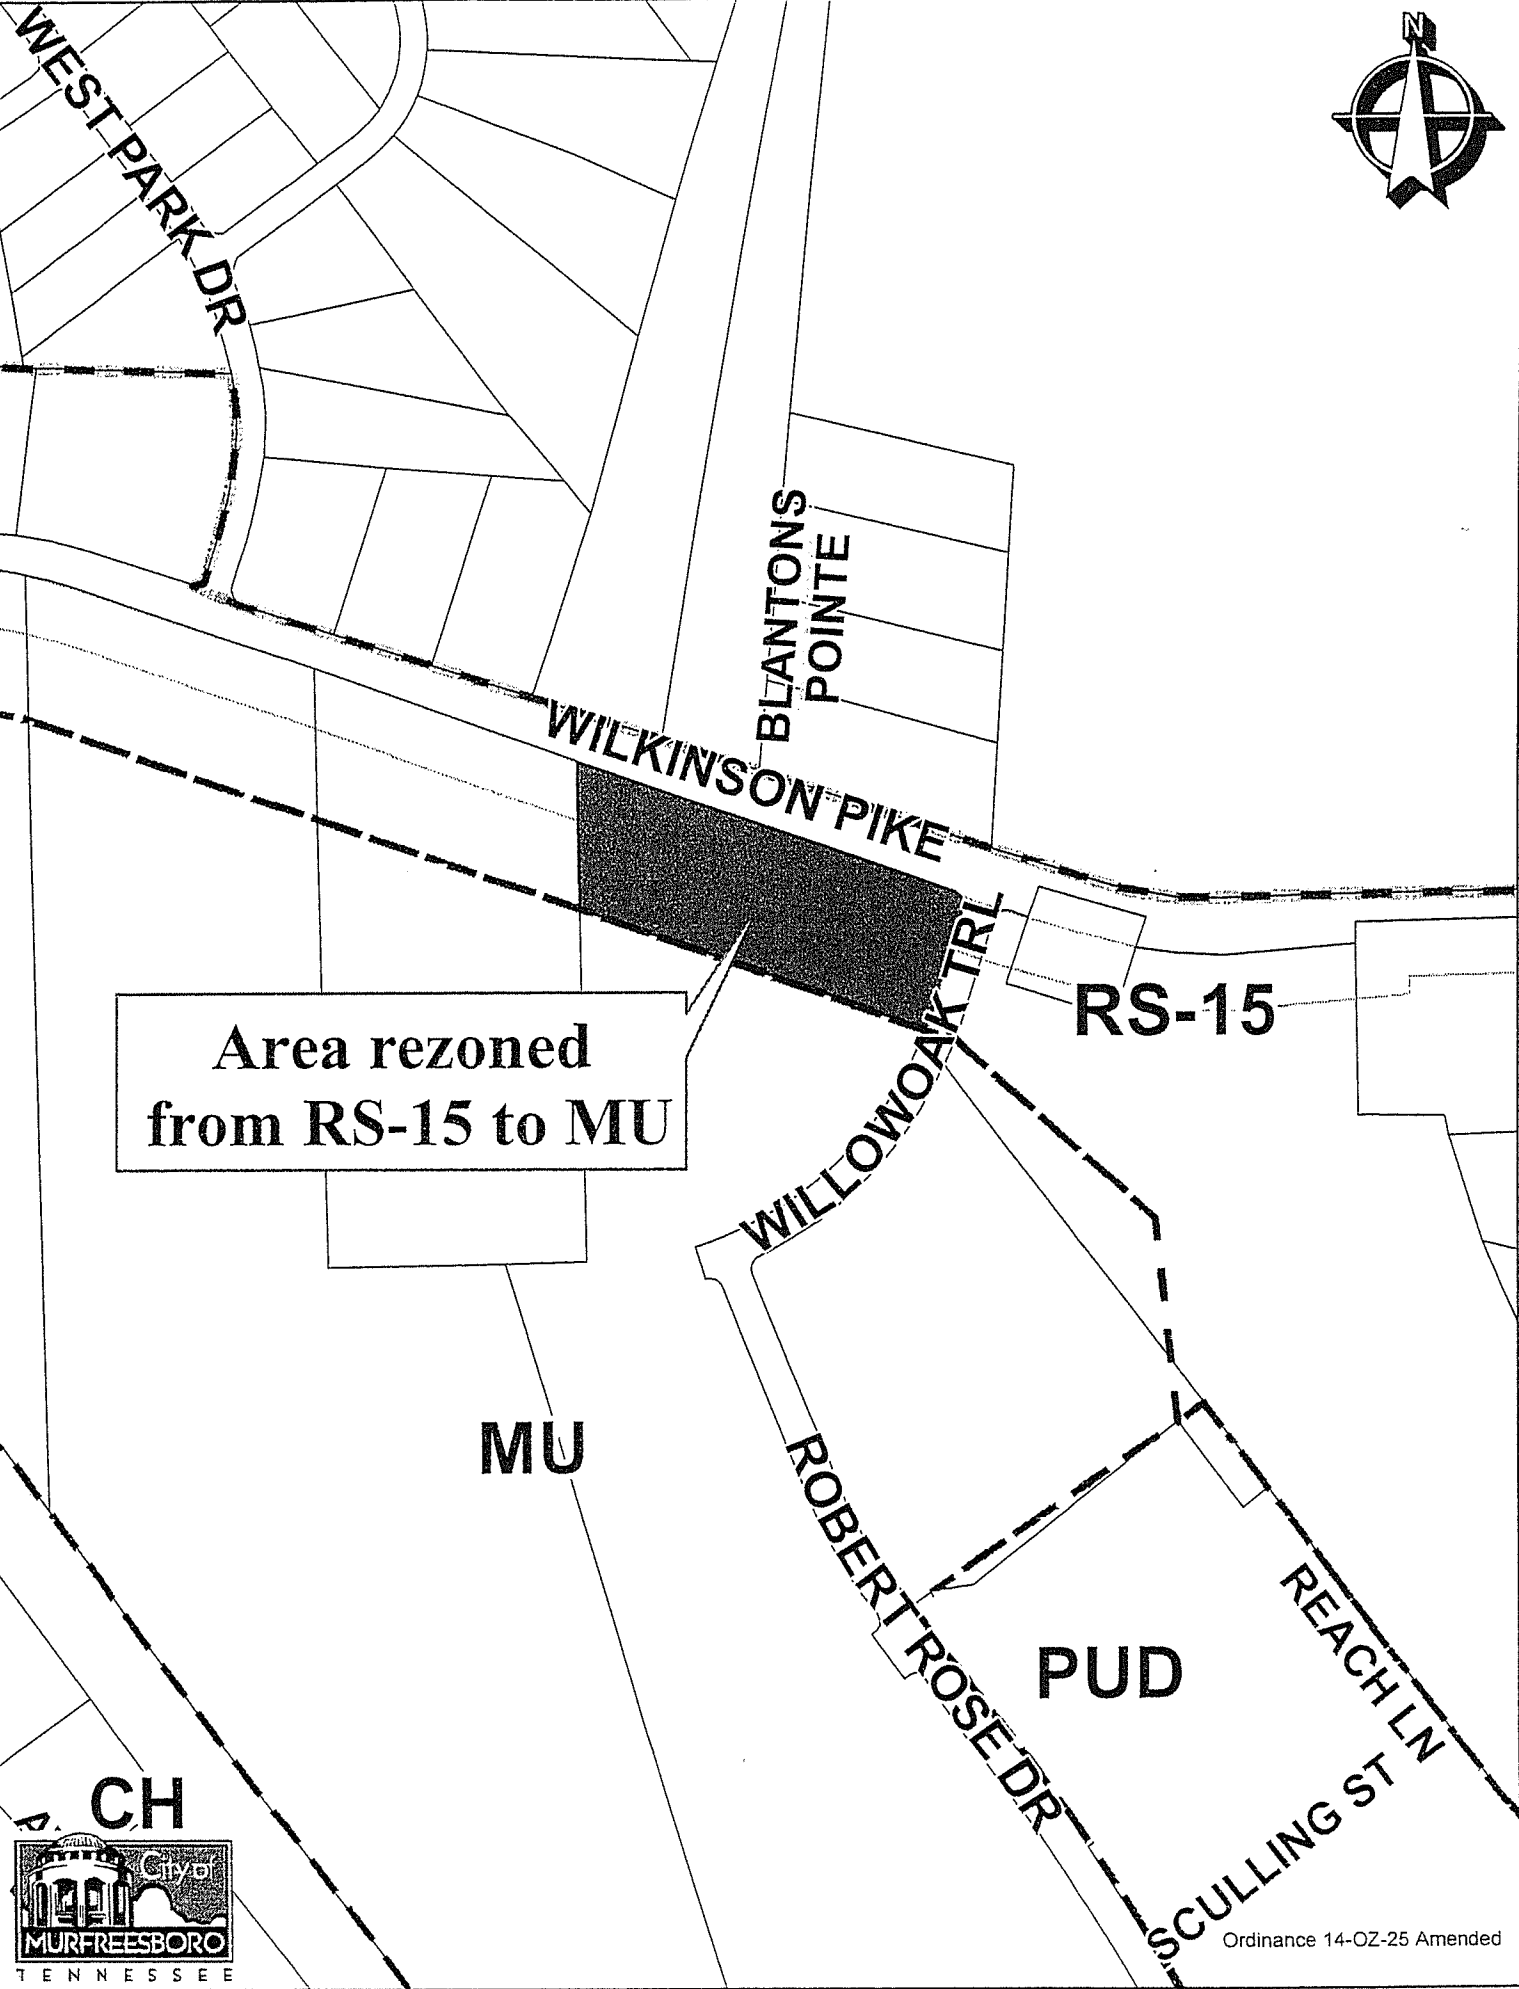 WEST PARK DR
N
BLANTONS
POINTE
WILKINSON PIKE
WILLOWOAK TRL
RS-15
Area rezoned
from RS-15 to MU
MU
ROBERT ROSE DR
PUD
REACH LN
SCULLING ST
CH
City of
MURFREESBORO
TENNESSEE
Ordinance 14-OZ-25 Amended